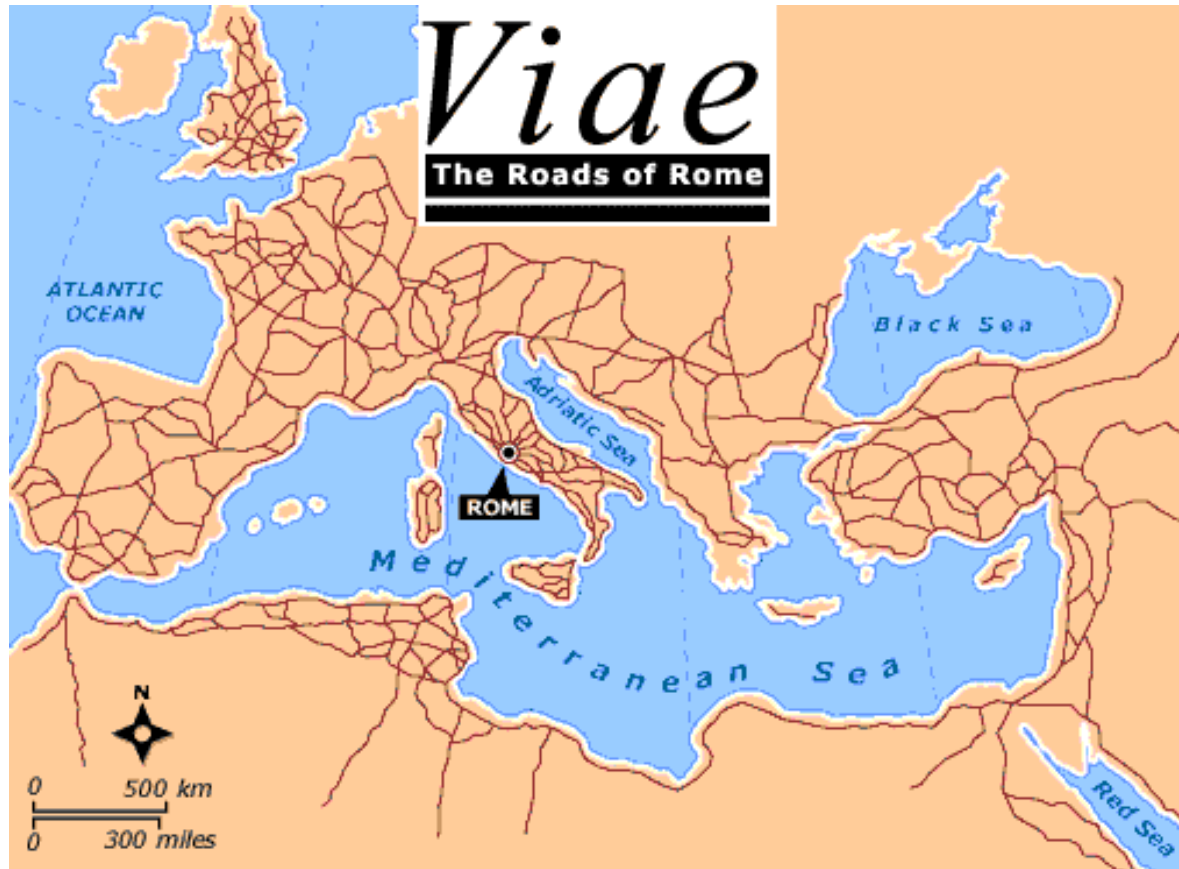 Viae
The Roads of Rome
ATLANTIC
OCEAN
Black Sea
Adriatic Sea
ROME
Mediterranean Sea
N
0 500 km
0 300 miles
Red Sea